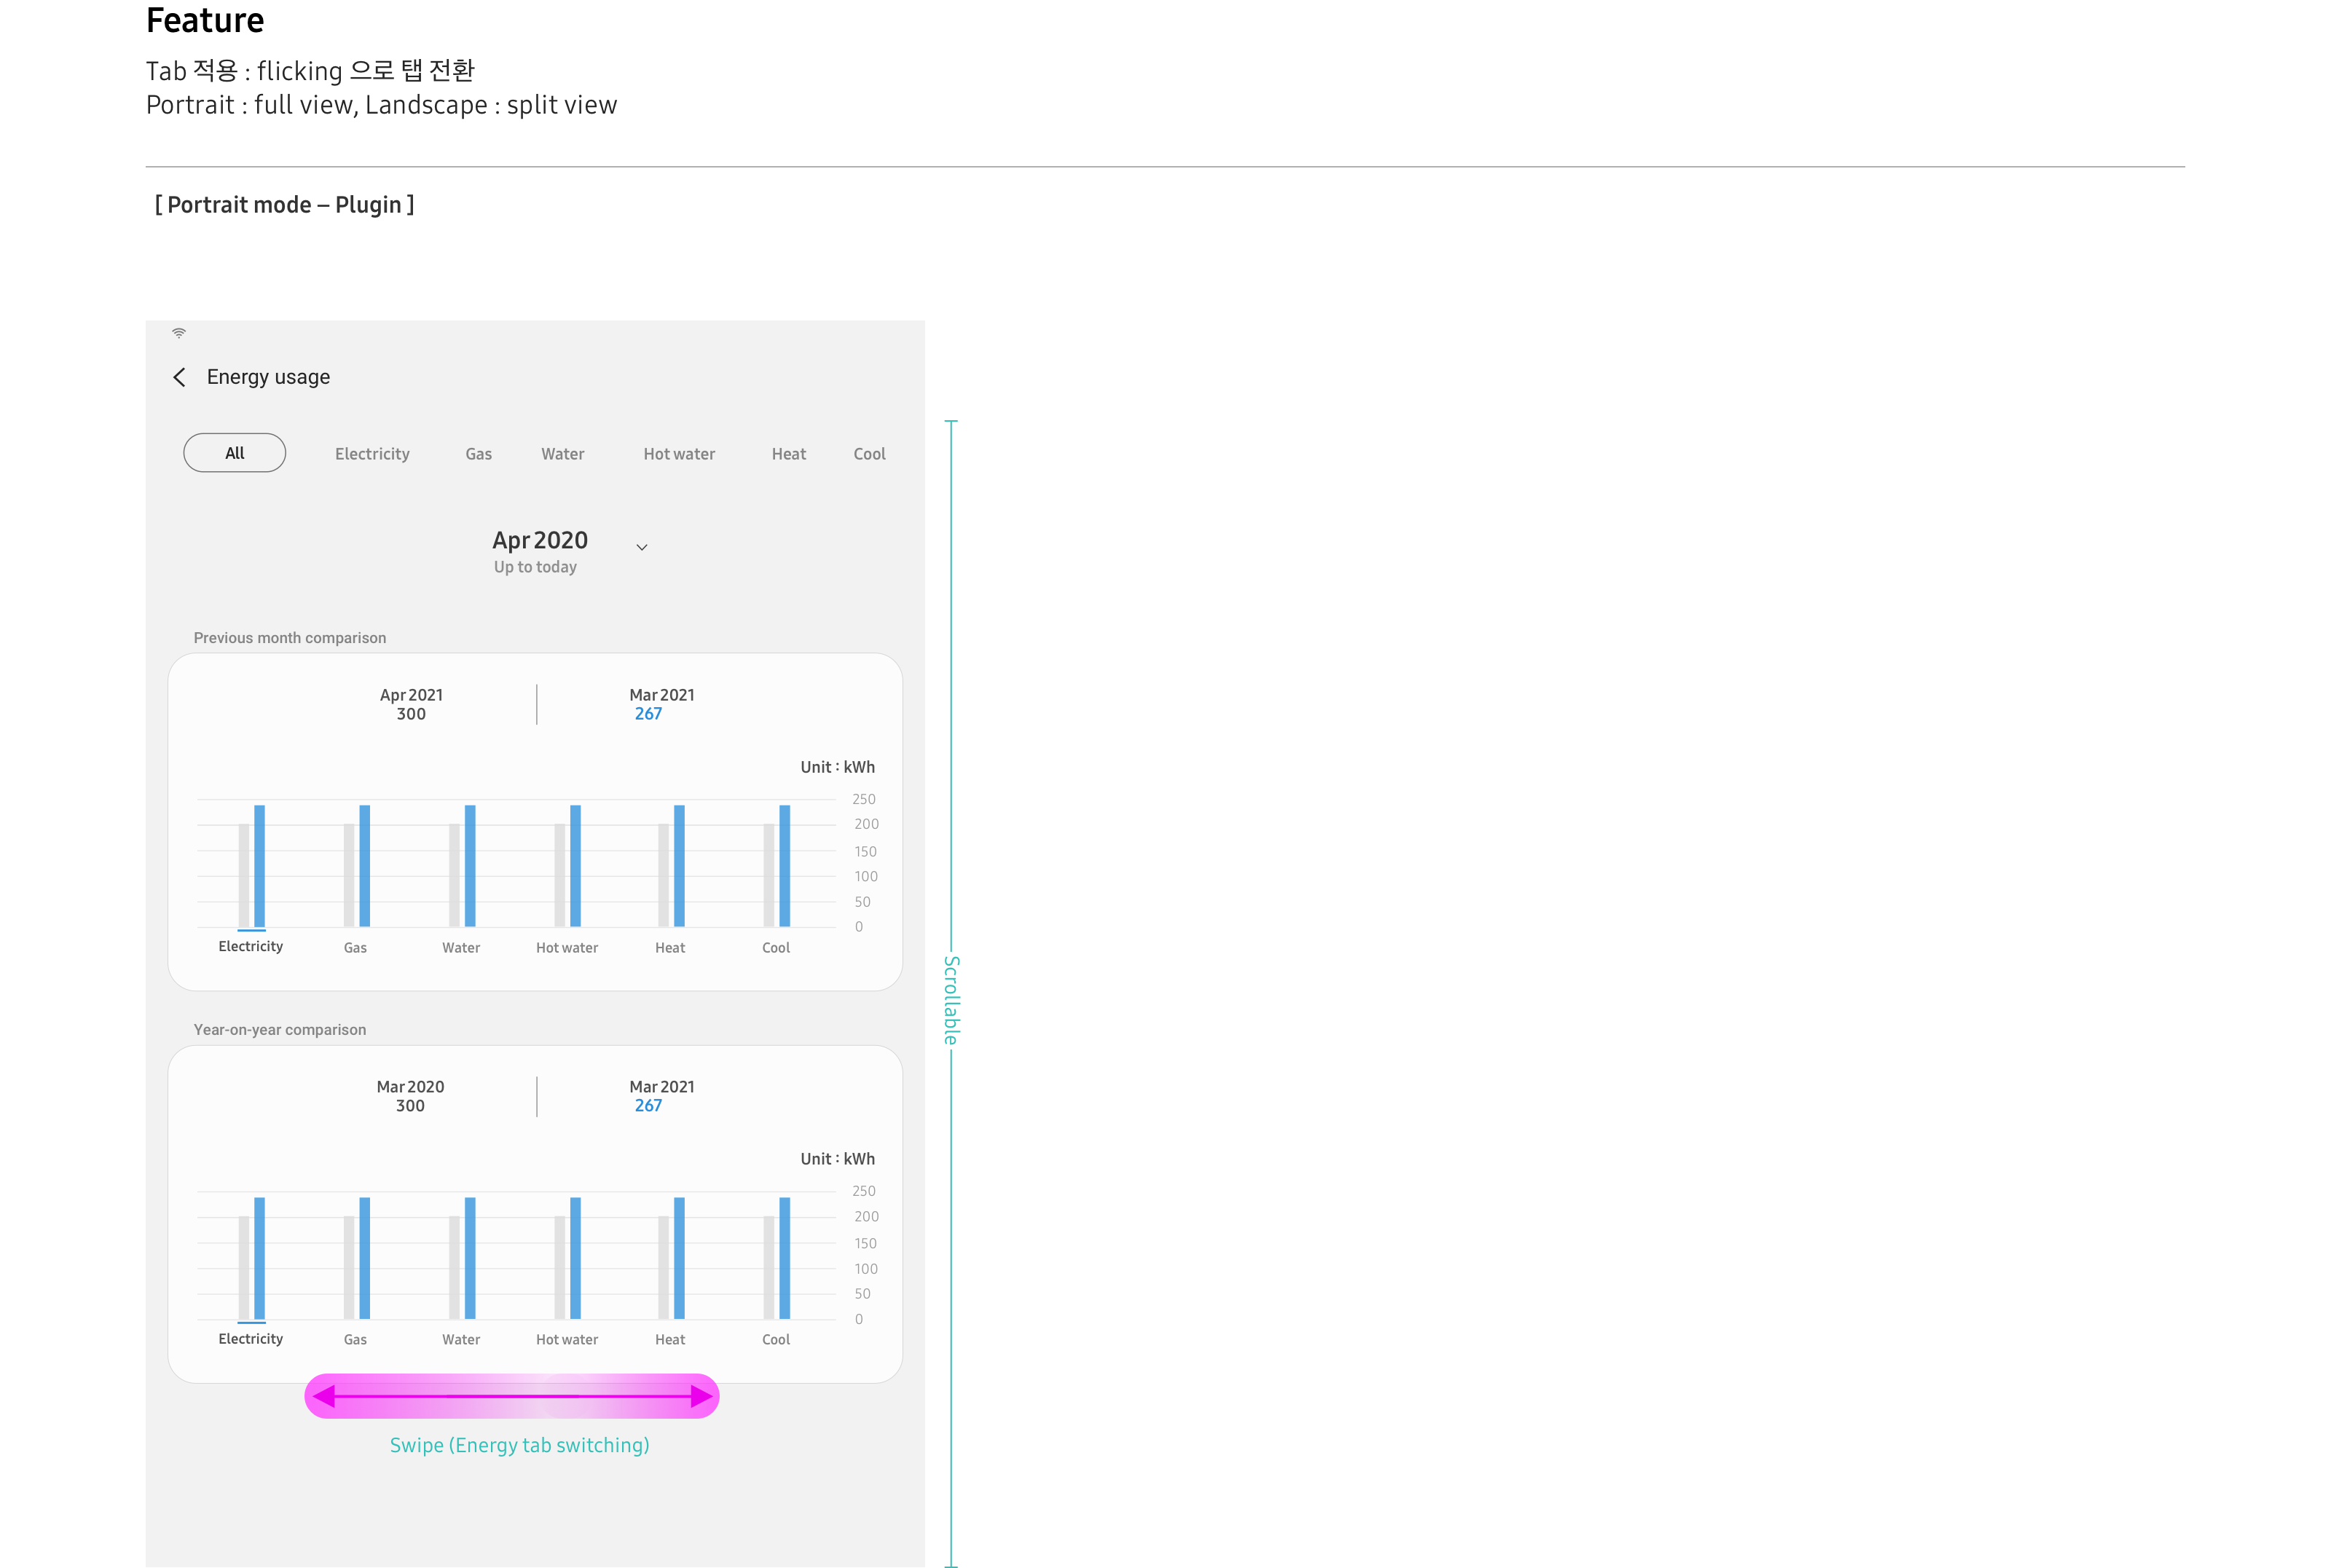 Feature
Tab 적용 : flicking 으로 탭 전환
Portrait : full view, Landscape : split view
[ Portrait mode – Plugin ]
Energy usage
All Electricity Gas Water Hot water Heat Cool
Apr 2020
Up to today
Previous month comparison
Apr 2021 Mar 2021
300 267
Unit : kWh
250
200
150
100
50
0
Electricity Gas Water Hot water Heat Cool
Scrollable
Year-on-year comparison
Mar 2020 Mar 2021
300 267
Unit : kWh
250
200
150
100
50
0
Electricity Gas Water Hot water Heat Cool
Swipe (Energy tab switching)